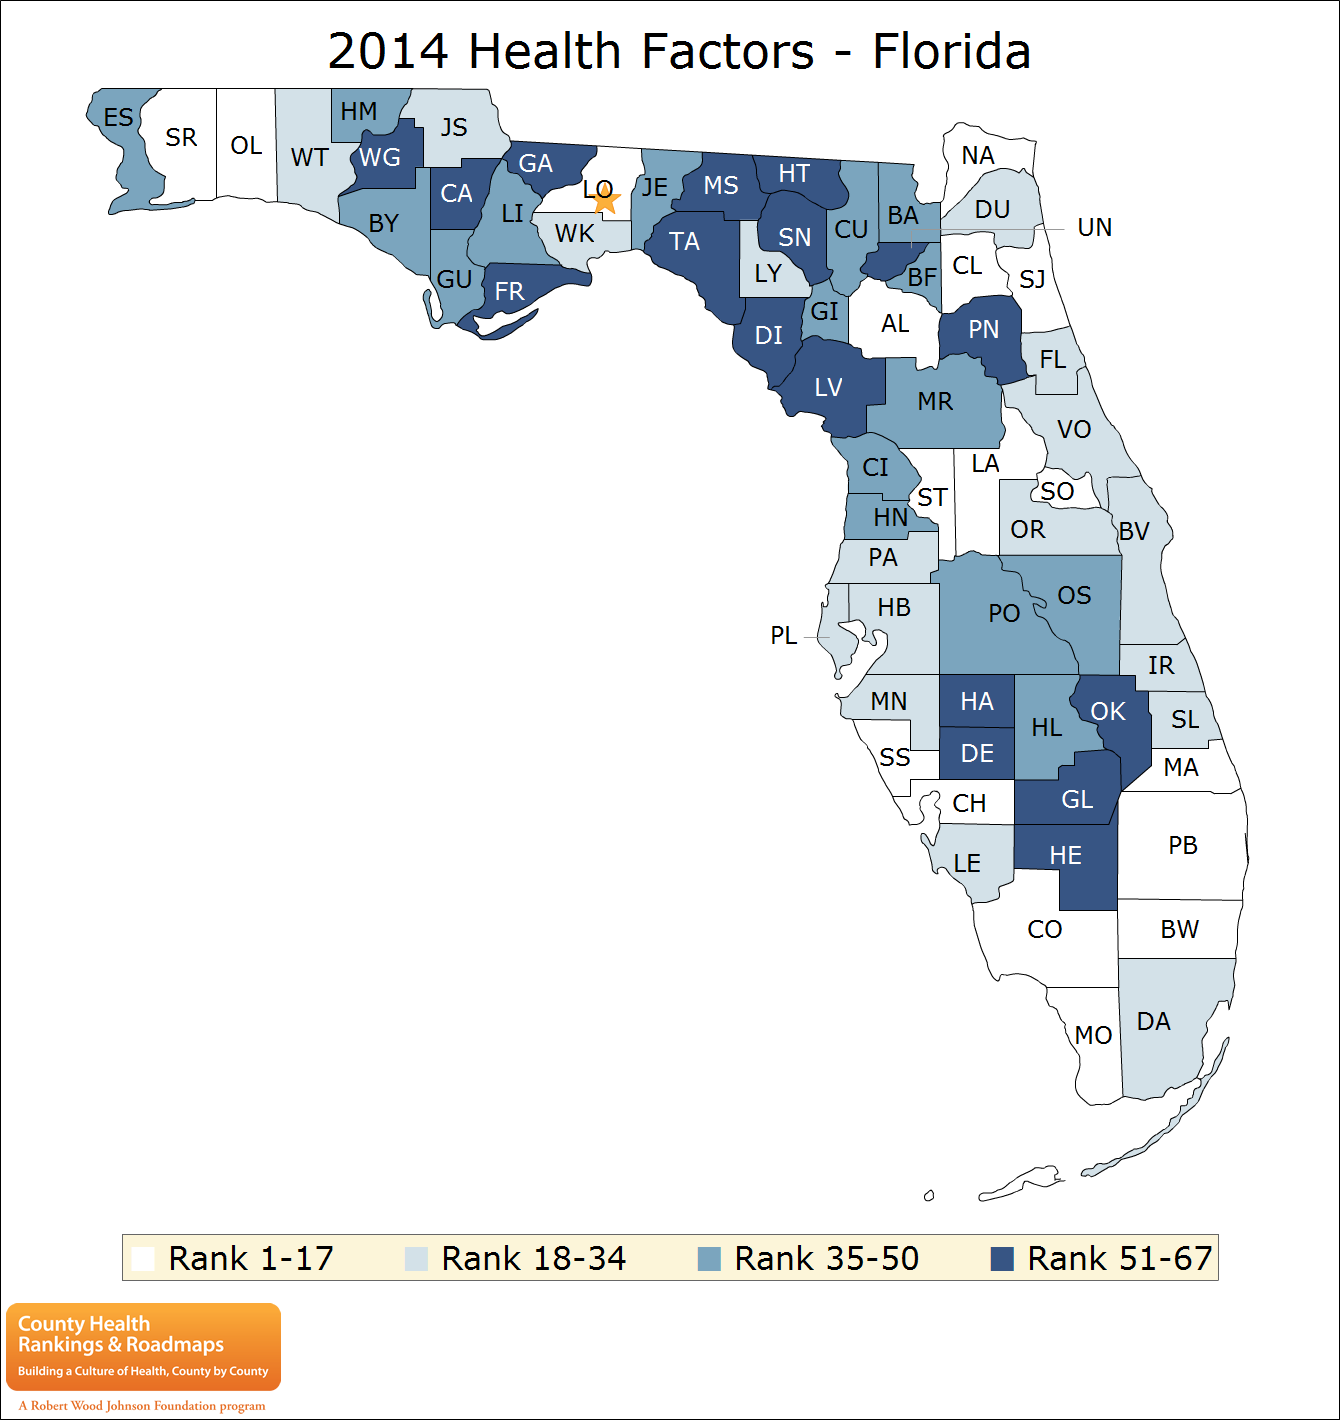 2014 Health Factors - Florida
ES
SR
OL
WT
HM
WG
JS
BY
CA
GA
LI
GU
FR
LO
WK
JE
MS
TA
HT
SN
LY
CU
BA
NA
DU
UN
BF
CL
SJ
DI
GI
AL
PN
LV
MR
FL
VO
CI
ST
LA
SO
HN
OR
BV
PA
HB
PL
PO
OS
IR
MN
HA
HL
OK
SL
SS
DE
MA
CH
GL
LE
HE
PB
CO
BW
MO
DA
Rank 1-17
Rank 18-34
Rank 35-50
Rank 51-67
County Health
Rankings & Roadmaps
Building a Culture of Health, County by County
A Robert Wood Johnson Foundation program